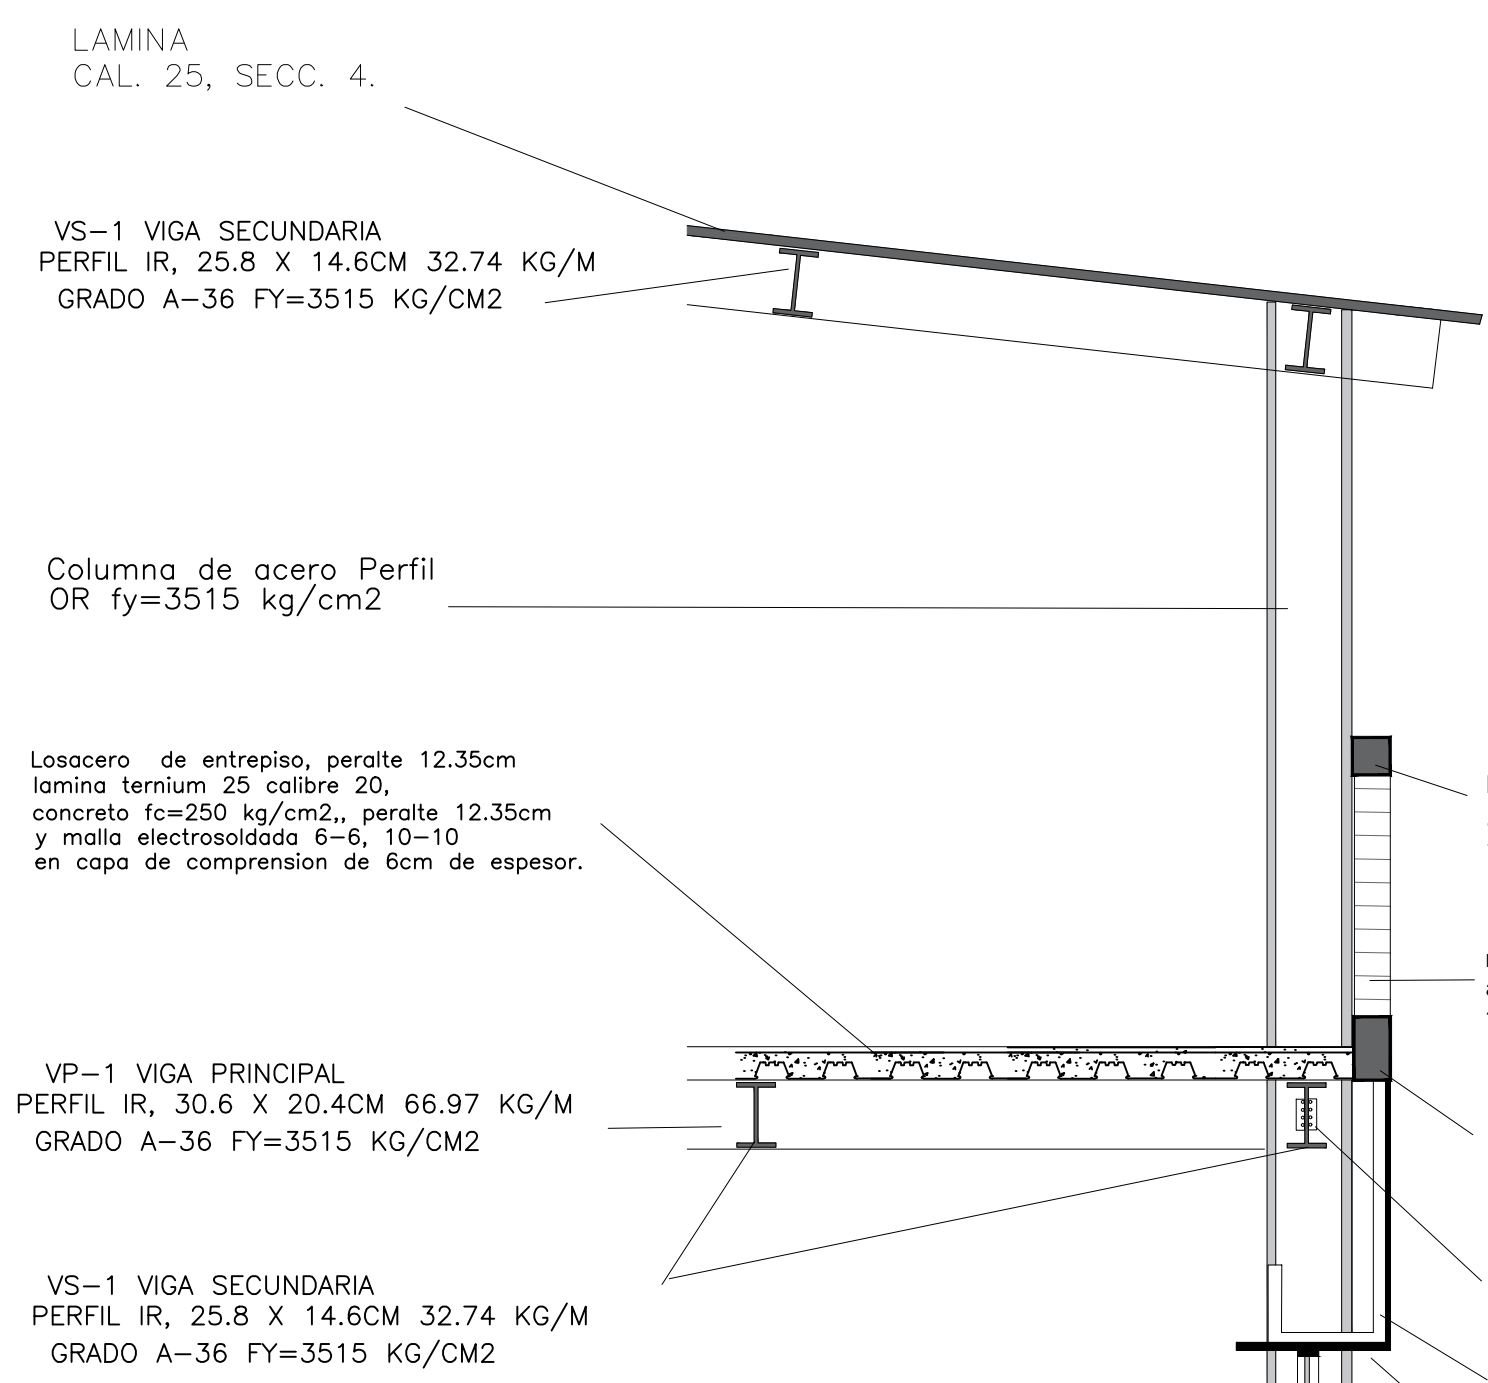 LAMINA
CAL. 25, SECC. 4.
VS-1 VIGA SECUNDARIA
PERFIL IR, 25.8 X 14.6CM 32.74 KG/M
GRADO A-36 FY=3515 KG/CM2
Columna de acero Perfil
OR fy=3515 kg/cm2
Losacero de entrepiso, peralte 12.35cm
lamina ternium 25 calibre 20,
concreto fc=250 kg/cm2,, peralte 12.35cm
y malla electrosoldada 6-6, 10-10
en capa de comprension de 6cm de espesor.
VP-1 VIGA PRINCIPAL
PERFIL IR, 30.6 X 20.4CM 66.97 KG/M
GRADO A-36 FY=3515 KG/CM2
VS-1 VIGA SECUNDARIA
PERFIL IR, 25.8 X 14.6CM 32.74 KG/M
GRADO A-36 FY=3515 KG/CM2